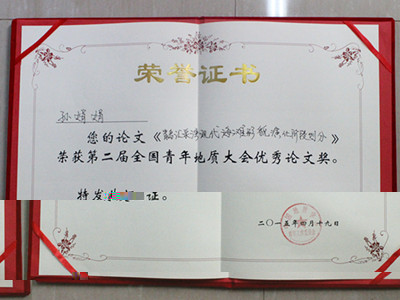 荣誉证书
孙娟娟
您的论文《
荣获第二届全国青年地质大会优秀论文奖。
特发 证。
二〇一五年四月十九日